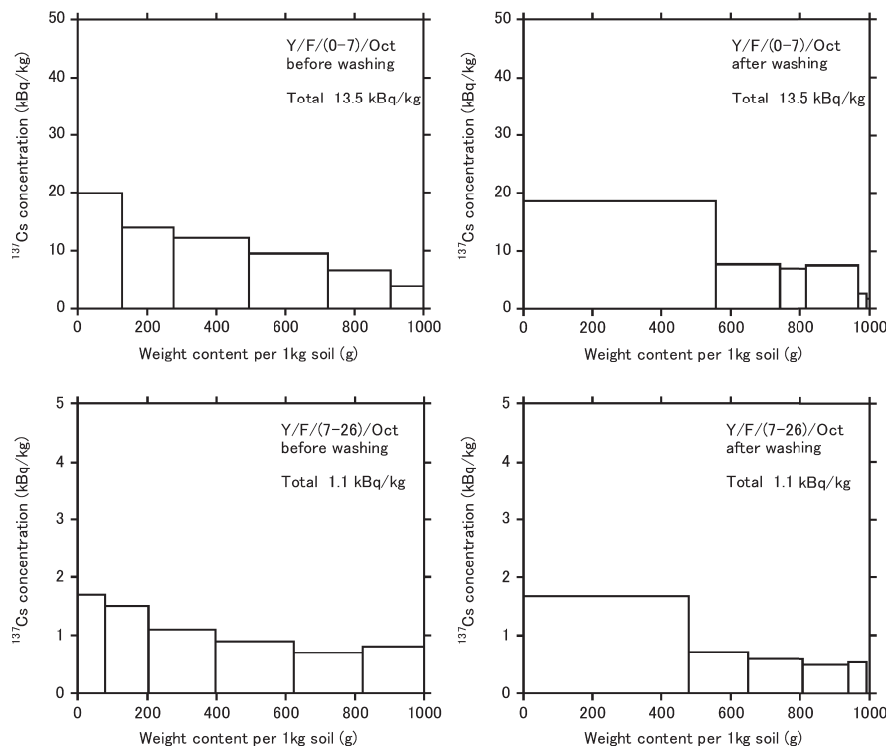 50
40
30
20
10
0
¹³⁷Cs concentration (kBq/kg)
Y/F/(0-7)/Oct
before washing
Total 13.5 kBq/kg
0 200 400 600 800 1000
Weight content per 1kg soil (g)
50
40
30
20
10
0
¹³⁷Cs concentration (kBq/kg)
Y/F/(0-7)/Oct
after washing
Total 13.5 kBq/kg
0 200 400 600 800 1000
Weight content per 1kg soil (g)
5
4
3
2
1
0
¹³⁷Cs concentration (kBq/kg)
Y/F/(7-26)/Oct
before washing
Total 1.1 kBq/kg
0 200 400 600 800 1000
Weight content per 1kg soil (g)
5
4
3
2
1
0
¹³⁷Cs concentration (kBq/kg)
Y/F/(7-26)/Oct
after washing
Total 1.1 kBq/kg
0 200 400 600 800 1000
Weight content per 1kg soil (g)